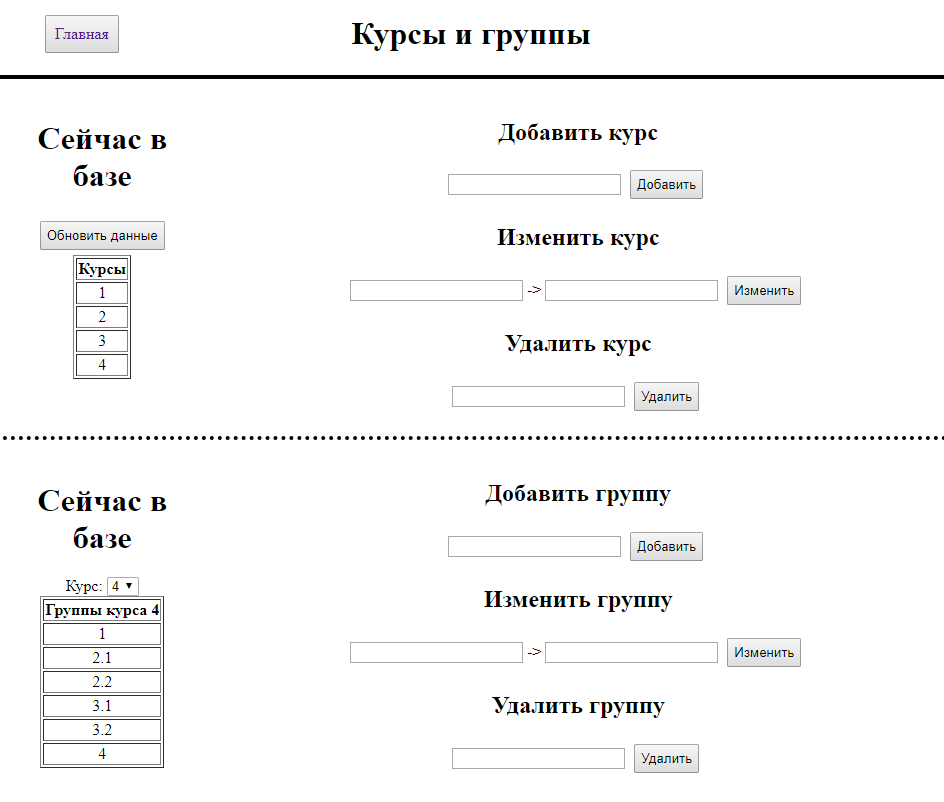 Главная
Курсы и группы
Сейчас в
базе
Обновить данные
Курсы
1
2
3
4
Добавить курс
Добавить
Изменить курс
-> Изменить
Удалить курс
Удалить
Сейчас в
базе
Курс: 4 ▼
Группы курса 4
1
2.1
2.2
3.1
3.2
4
Добавить группу
Добавить
Изменить группу
-> Изменить
Удалить группу
Удалить